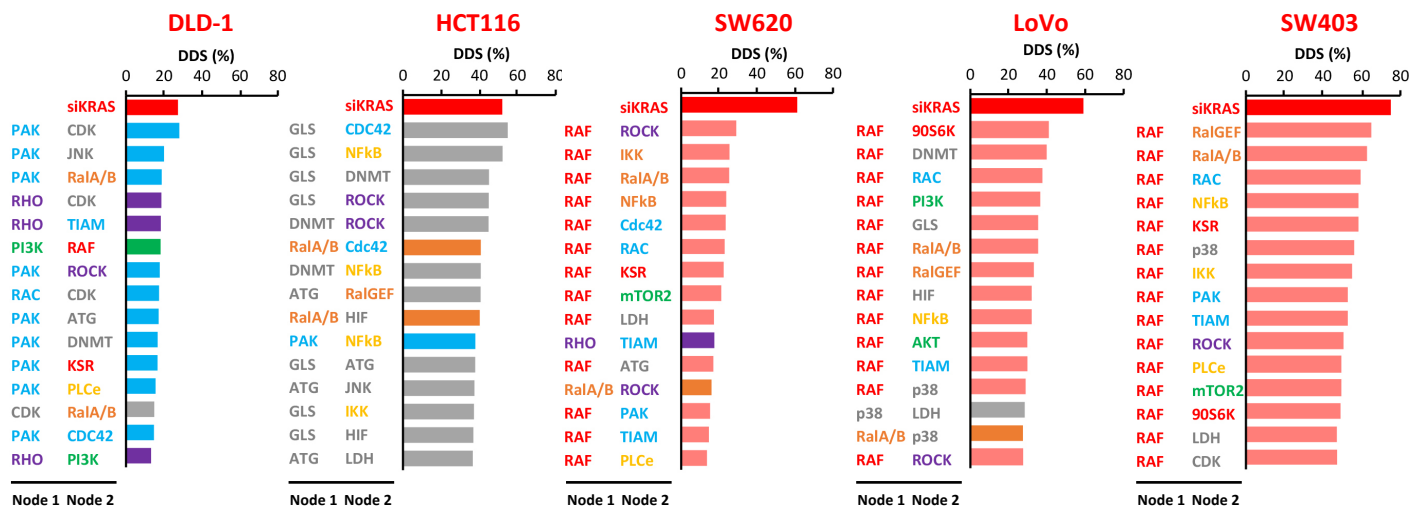 DLD-1
DDS (%)
0 20 40 60 80
siKRAS
PAK CDK
PAK JNK
PAK RalA/B
RHO CDK
RHO TIAM
PI3K RAF
PAK ROCK
RAC CDK
PAK ATG
PAK DNMT
PAK KSR
PAK PLCe
CDK RalA/B
PAK CDC42
RHO PI3K
Node 1 Node 2
HCT116
DDS (%)
0 20 40 60 80
siKRAS
GLS CDC42
GLS NFkB
GLS DNMT
GLS ROCK
DNMT ROCK
RalA/B Cdc42
DNMT NFkB
ATG RalGEF
RalA/B HIF
PAK NFkB
GLS ATG
ATG JNK
GLS IKK
GLS HIF
ATG LDH
Node 1 Node 2
SW620
DDS (%)
0 20 40 60 80
siKRAS
RAF ROCK
RAF IKK
RAF RalA/B
RAF NFkB
RAF Cdc42
RAF RAC
RAF KSR
RAF mTOR2
RAF LDH
RHO TIAM
RAF ATG
RalA/B ROCK
RAF PAK
RAF TIAM
RAF PLCe
Node 1 Node 2
LoVo
DDS (%)
0 20 40 60 80
siKRAS
RAF 90S6K
RAF DNMT
RAF RAC
RAF PI3K
RAF GLS
RAF RalA/B
RAF RalGEF
RAF HIF
RAF NFkB
RAF AKT
RAF TIAM
RAF p38
p38 LDH
RalA/B p38
RAF ROCK
Node 1 Node 2
SW403
DDS (%)
0 20 40 60 80
siKRAS
RAF RalGEF
RAF RalA/B
RAF RAC
RAF NFkB
RAF KSR
RAF p38
RAF IKK
RAF PAK
RAF TIAM
RAF ROCK
RAF PLCe
RAF mTOR2
RAF 90S6K
RAF LDH
RAF CDK
Node 1 Node 2